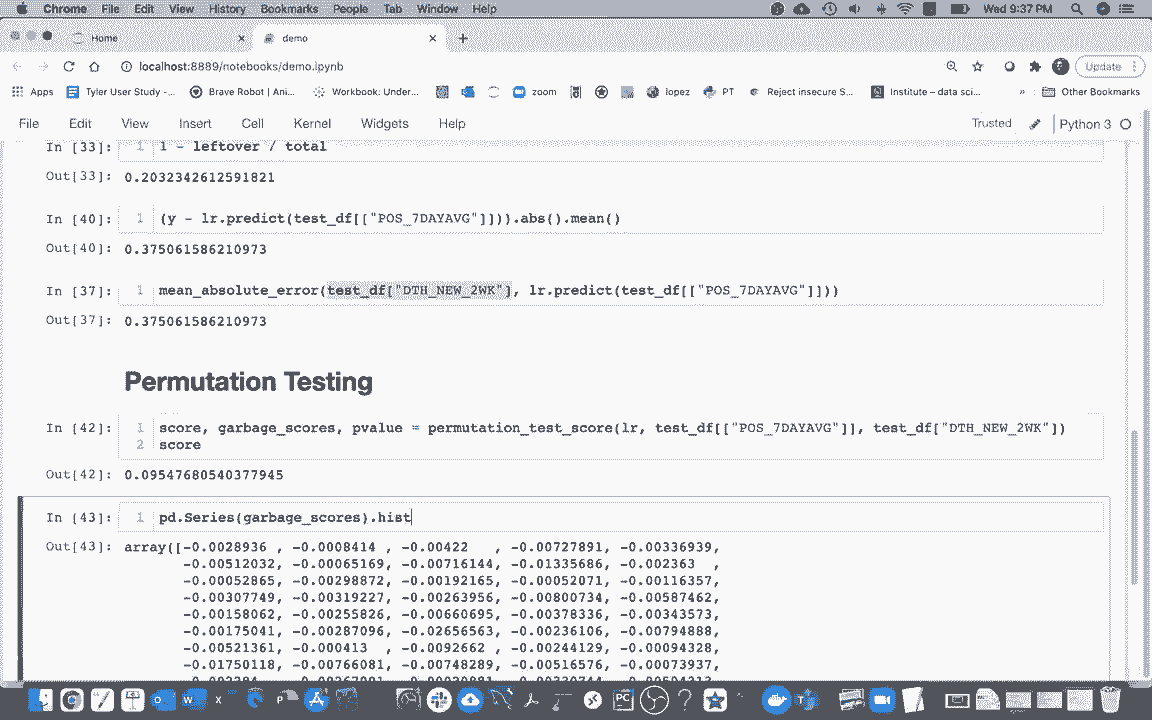 Chrome File Edit View History Bookmarks People Tab Window Help Wed 9:37 PM
Home demo
localhost:8889/notebooks/demo.ipynb Update
Apps Tyler User Study -... Brave Robot | Ani... Workbook: Under... zoom lopez PT Reject insecure S... Institute – data sci... » Other Bookmarks
File Edit View Insert Cell Kernel Widgets Help Trusted Python 3
In [33]: 1 1 - leftover / total
Out[33]: 0.2032342612591821
In [40]: 1 (y - lr.predict(test_df[["POS_7DAYAVG"]])).abs().mean()
Out[40]: 0.375061586210973
In [37]: 1 mean_absolute_error(test_df["DTH_NEW_2WK"], lr.predict(test_df[["POS_7DAYAVG"]]))
Out[37]: 0.375061586210973
Permutation Testing
In [42]: 1 score, garbage_scores, pvalue = permutation_test_score(lr, test_df[["POS_7DAYAVG"]], test_df["DTH_NEW_2WK"])
2 score
Out[42]: 0.09547680540377945
In [43]: 1 pd.Series(garbage_scores).hist
Out[43]: array([-0.0028936 , -0.0008414 , -0.00422 , -0.00727891, -0.00336939,
-0.00512032, -0.00065169, -0.00716144, -0.01335686, -0.002363 ,
-0.00052865, -0.00298872, -0.00192165, -0.00052071, -0.00116357,
-0.00307749, -0.00319227, -0.00263956, -0.00800734, -0.00587462,
-0.00158062, -0.00255826, -0.00660695, -0.00378336, -0.00343573,
-0.00175041, -0.00287096, -0.02656563, -0.00236106, -0.00794888,
-0.00521361, -0.000413 , -0.0092662 , -0.00244129, -0.00094328,
-0.01750118, -0.00766081, -0.00748289, -0.00516576, -0.00073937,